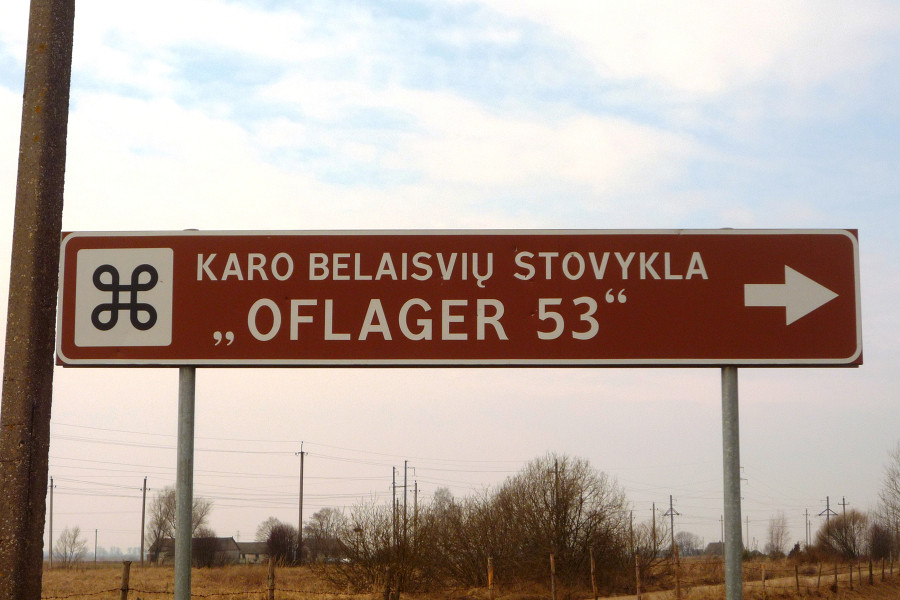 KARO BELAISVIŲ STOVYKLA
„OFLAGER 53“